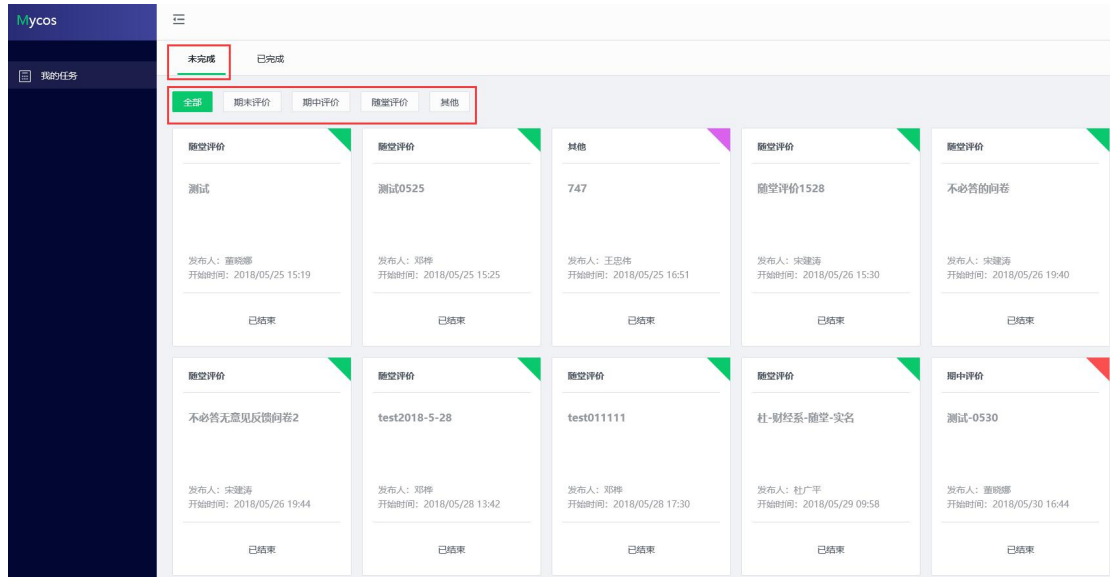 Mycos
我的任务
未完成 已完成
全部 期末评价 期中评价 随堂评价 其他
随堂评价 随堂评价 其他 随堂评价 随堂评价
测试 测试0525 747 随堂评价1528 不必答的问卷
发布人：董晓娜 发布人：邓桦 发布人：王忠伟 发布人：宋建涛 发布人：宋建涛
开始时间：2018/05/25 15:19 开始时间：2018/05/25 15:25 开始时间：2018/05/25 16:51 开始时间：2018/05/26 15:30 开始时间：2018/05/26 19:40
已结束 已结束 已结束 已结束 已结束
随堂评价 随堂评价 随堂评价 随堂评价 期中评价
不必答无意见反馈问卷2 test2018-5-28 test011111 杜-财经系-随堂-实名 测试-0530
发布人：宋建涛 发布人：邓桦 发布人：邓桦 发布人：杜广平 发布人：董晓娜
开始时间：2018/05/26 19:44 开始时间：2018/05/28 13:42 开始时间：2018/05/28 17:30 开始时间：2018/05/29 09:58 开始时间：2018/05/30 16:44
已结束 已结束 已结束 已结束 已结束